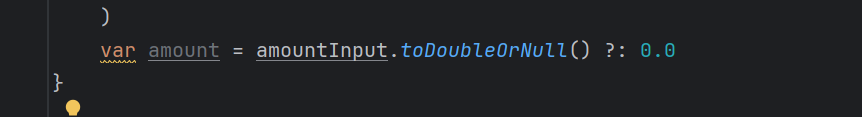 )
var amount = amountInput.toDoubleOrNull() ?: 0.0
}